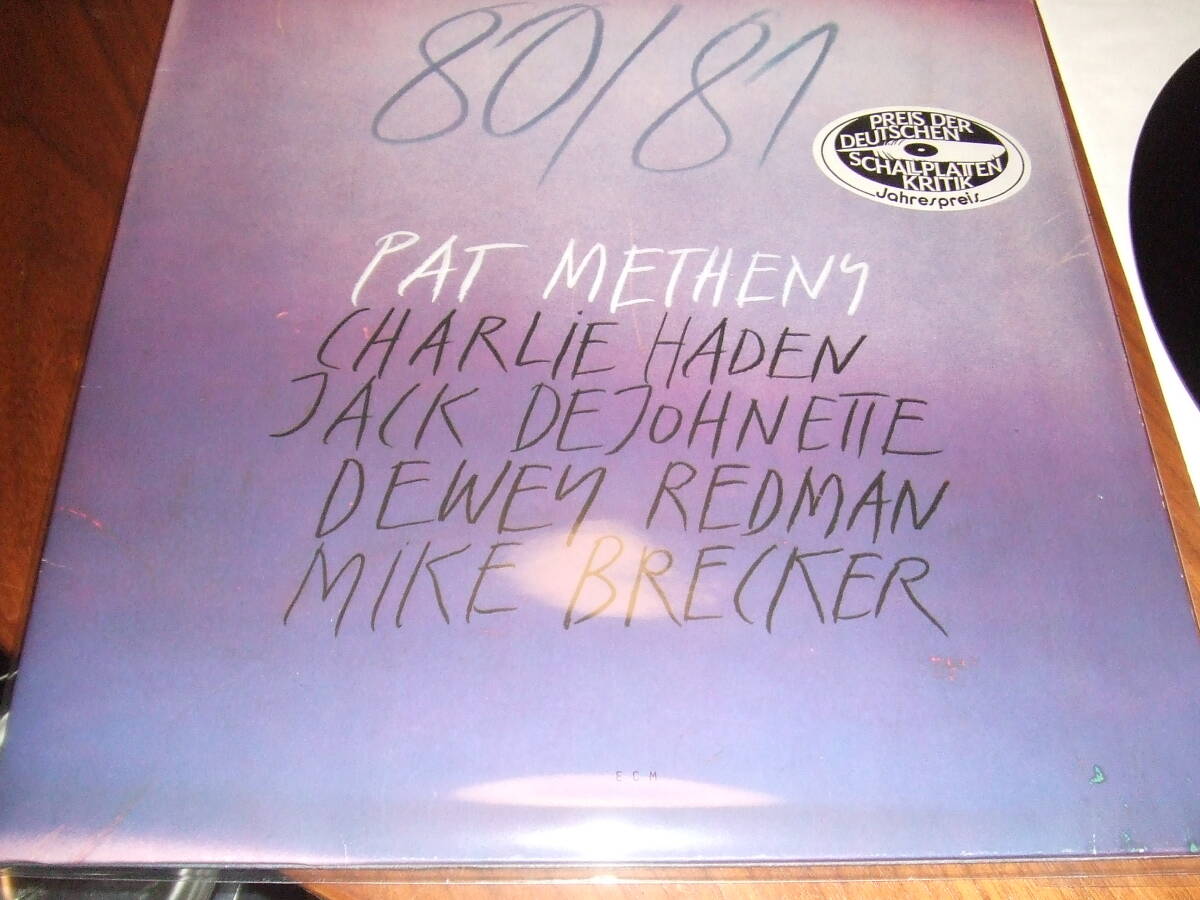 80/81
PREIS DER
DEUTSCHEN
SCHALLPLATTEN
KRITIK
Jahrespreis
PAT METHENY
CHARLIE HADEN
JACK DEJOHNETTE
DEWEY REDMAN
MIKE BRECKER
ECM